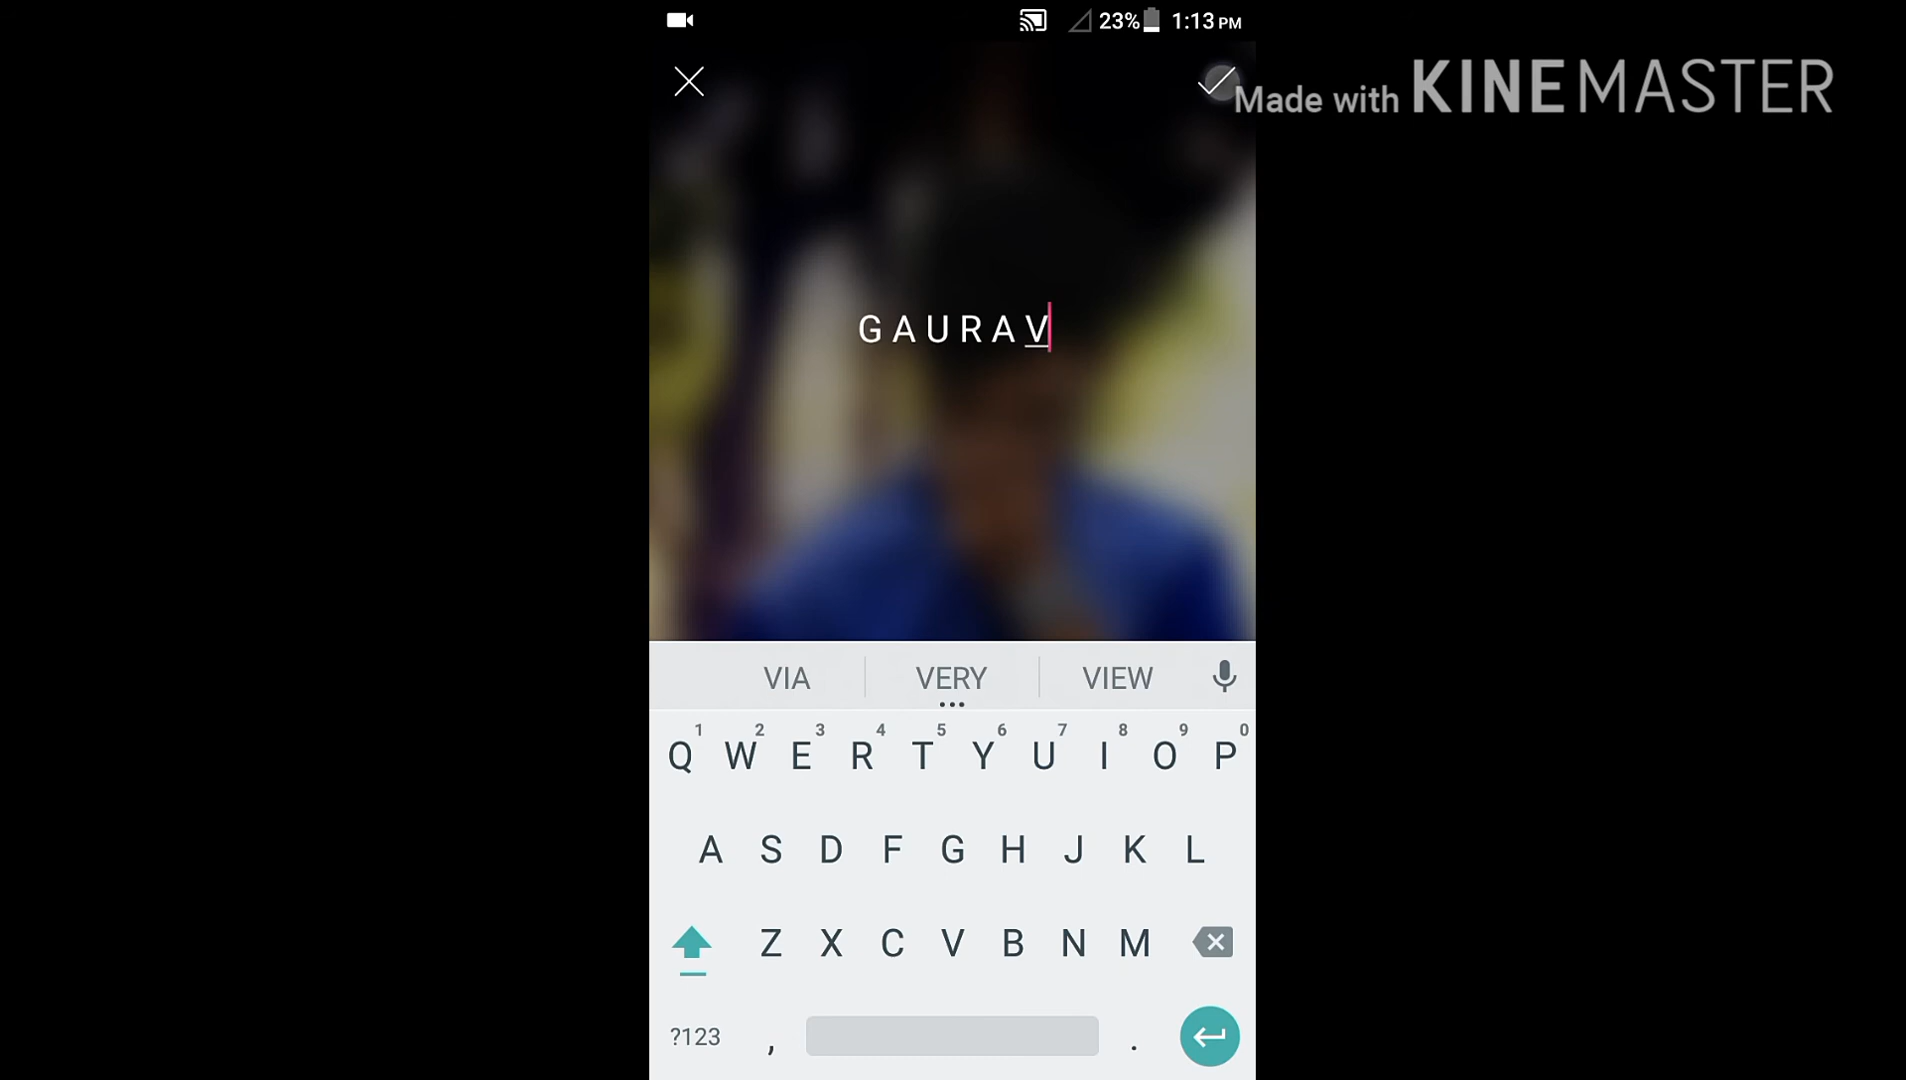 23% 1:13 PM
Made with KINEMASTER
G A U R A V
VIA VERY VIEW
1 2 3 4 5 6 7 8 9 0
Q W E R T Y U I O P
A S D F G H J K L
Z X C V B N M
?123 , .